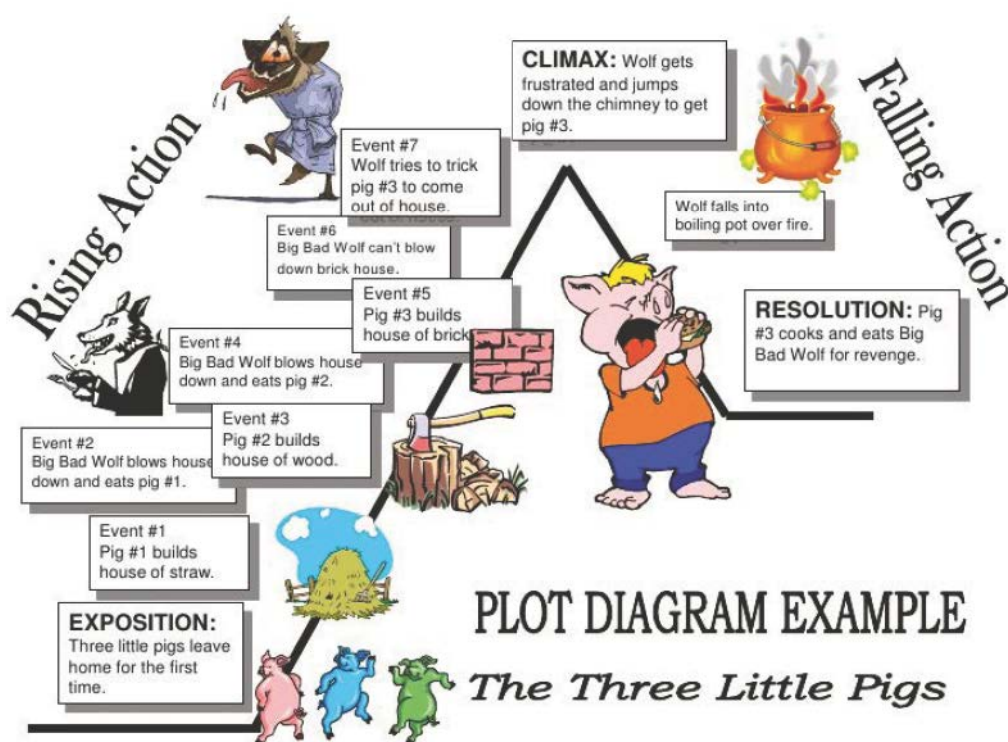 Rising Action
CLIMAX: Wolf gets
frustrated and jumps
down the chimney to get
pig #3.
Falling Action
Event #7
Wolf tries to trick
pig #3 to come
out of house.
Wolf falls into
boiling pot over fire.
Event #6
Big Bad Wolf can't blow
down brick house.
Event #5
Pig #3 builds
house of brick
RESOLUTION: Pig
#3 cooks and eats Big
Bad Wolf for revenge.
Event #4
Big Bad Wolf blows house
down and eats pig #2.
Event #3
Pig #2 builds
house of wood.
Event #2
Big Bad Wolf blows house
down and eats pig #1.
Event #1
Pig #1 builds
house of straw.
EXPOSITION:
Three little pigs leave
home for the first
time.
PLOT DIAGRAM EXAMPLE
The Three Little Pigs